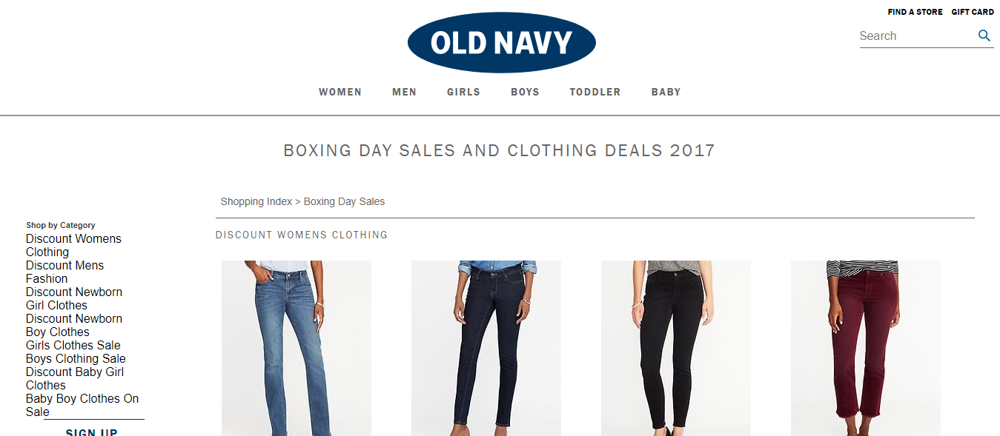 FIND A STORE GIFT CARD
OLD NAVY
Search
WOMEN MEN GIRLS BOYS TODDLER BABY
BOXING DAY SALES AND CLOTHING DEALS 2017
Shopping Index > Boxing Day Sales
Shop by Category
Discount Womens
Clothing
Discount Mens
Fashion
Discount Newborn
Girl Clothes
Discount Newborn
Boy Clothes
Girls Clothes Sale
Boys Clothing Sale
Discount Baby Girl
Clothes
Baby Boy Clothes On
Sale
SIGN UP
DISCOUNT WOMENS CLOTHING